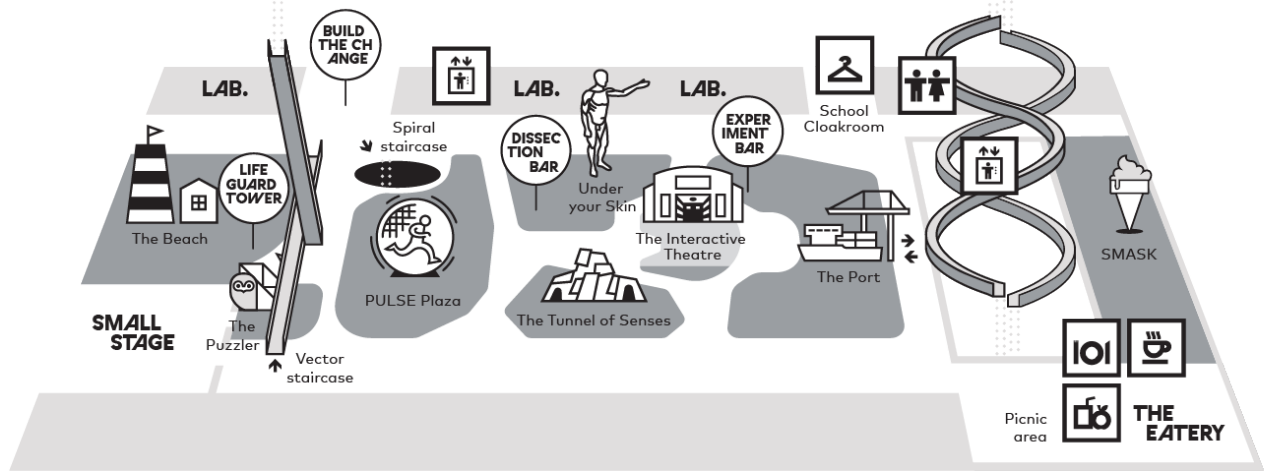 BUILD
THE CH
ANGE
LAB.
LAB.
LAB.
School
Cloakroom
Spiral
staircase
DISSEC
TION
BAR
EXPER
IMENT
BAR
LIFE
GUARD
TOWER
Under
your Skin
The Beach
The Interactive
Theatre
SMASK
The Port
PULSE Plaza
The Tunnel of Senses
SMALL
STAGE
The
Puzzler
Vector
staircase
Picnic
area
THE
EATERY